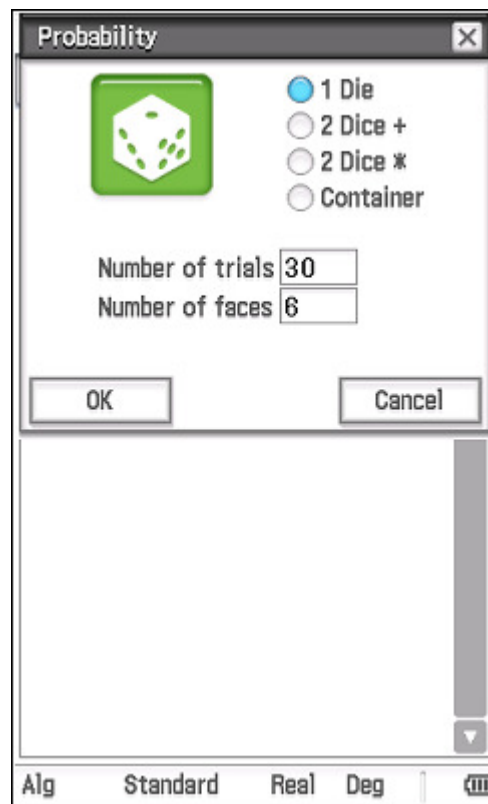 Probability
1 Die
2 Dice +
2 Dice *
Container
Number of trials 30
Number of faces 6
OK Cancel
Alg Standard Real Deg